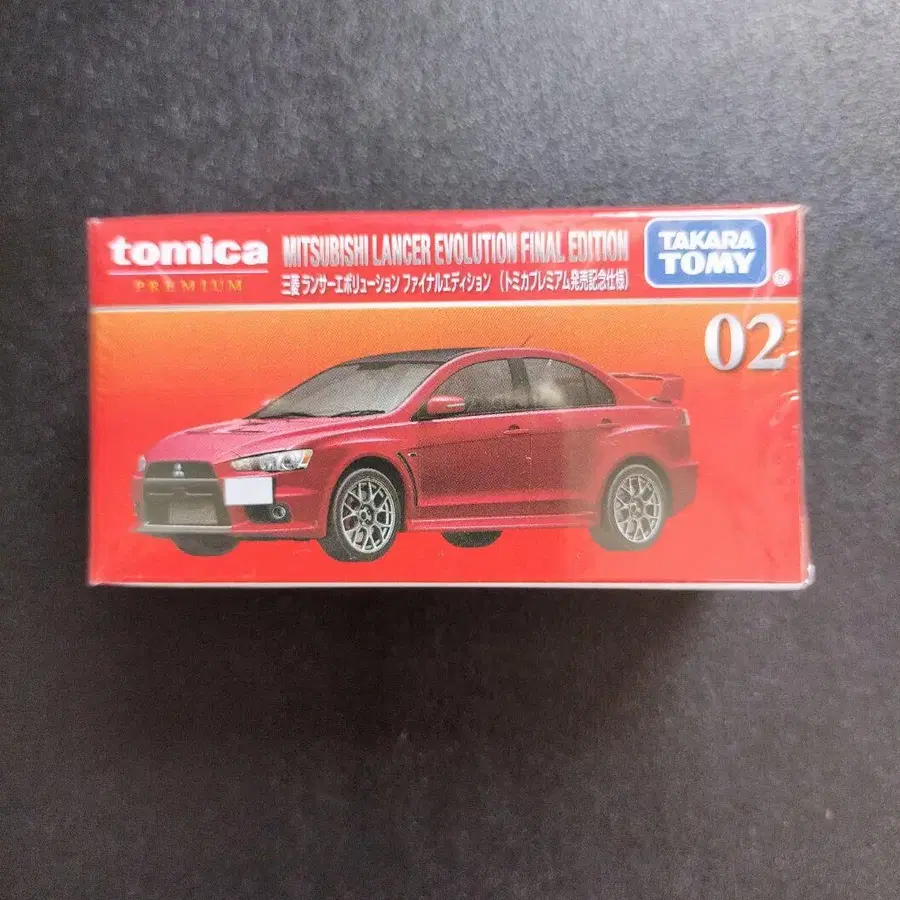 tomica
PREMIUM
MITSUBISHI LANCER EVOLUTION FINAL EDITION
三菱 ランサーエボリューション ファイナルエディション (トミカプレミアム発売記念仕様)
TAKARA
TOMY
02